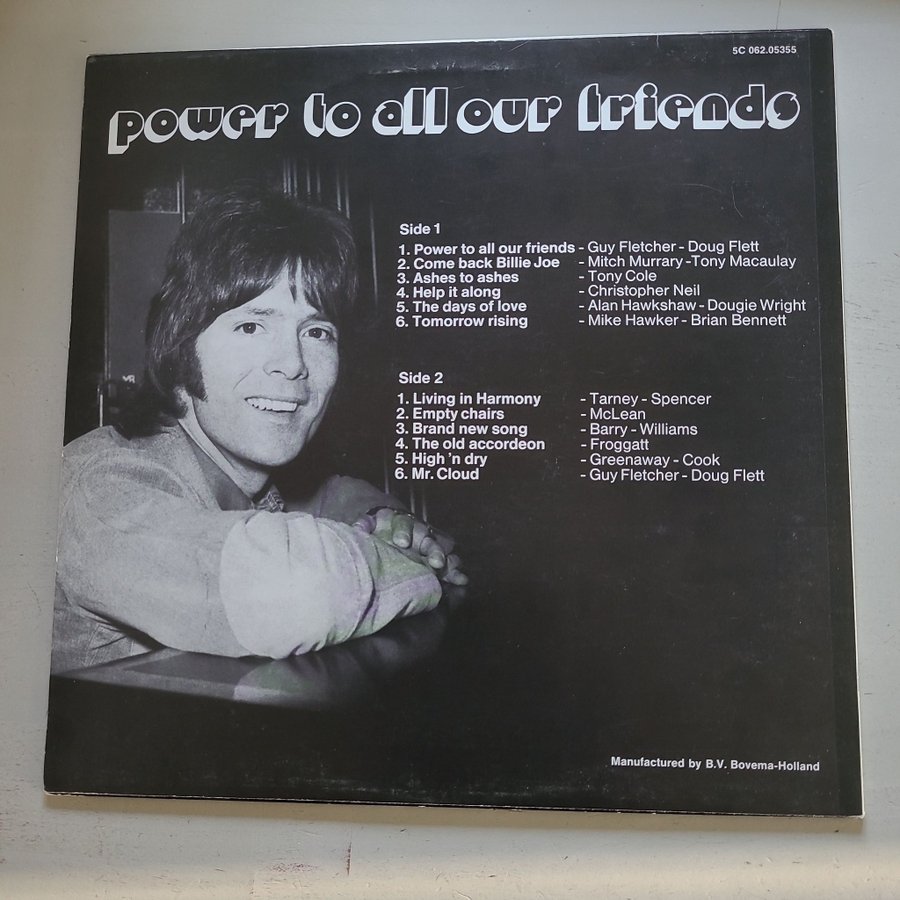 5C 062.05355
power to all our friends
Side 1
1. Power to all our friends - Guy Fletcher - Doug Flett
2. Come back Billie Joe - Mitch Murrary - Tony Macaulay
3. Ashes to ashes - Tony Cole
4. Help it along - Christopher Neil
5. The days of love - Alan Hawkshaw - Dougie Wright
6. Tomorrow rising - Mike Hawker - Brian Bennett
Side 2
1. Living in Harmony - Tarney - Spencer
2. Empty chairs - McLean
3. Brand new song - Barry - Williams
4. The old accordeon - Froggatt
5. High 'n dry - Greenaway - Cook
6. Mr. Cloud - Guy Fletcher - Doug Flett
Manufactured by B.V. Bovema-Holland